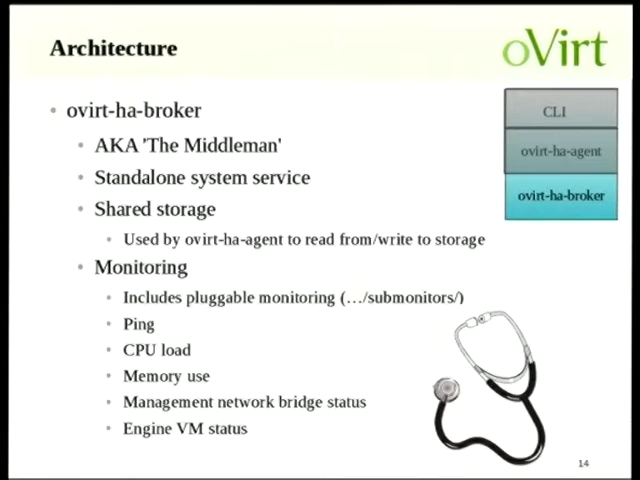 Architecture
oVirt
ovirt-ha-broker
AKA 'The Middleman'
Standalone system service
Shared storage
Used by ovirt-ha-agent to read from/write to storage
Monitoring
Includes pluggable monitoring (…/submonitors/)
Ping
CPU load
Memory use
Management network bridge status
Engine VM status
CLI
ovirt-ha-agent
ovirt-ha-broker
14